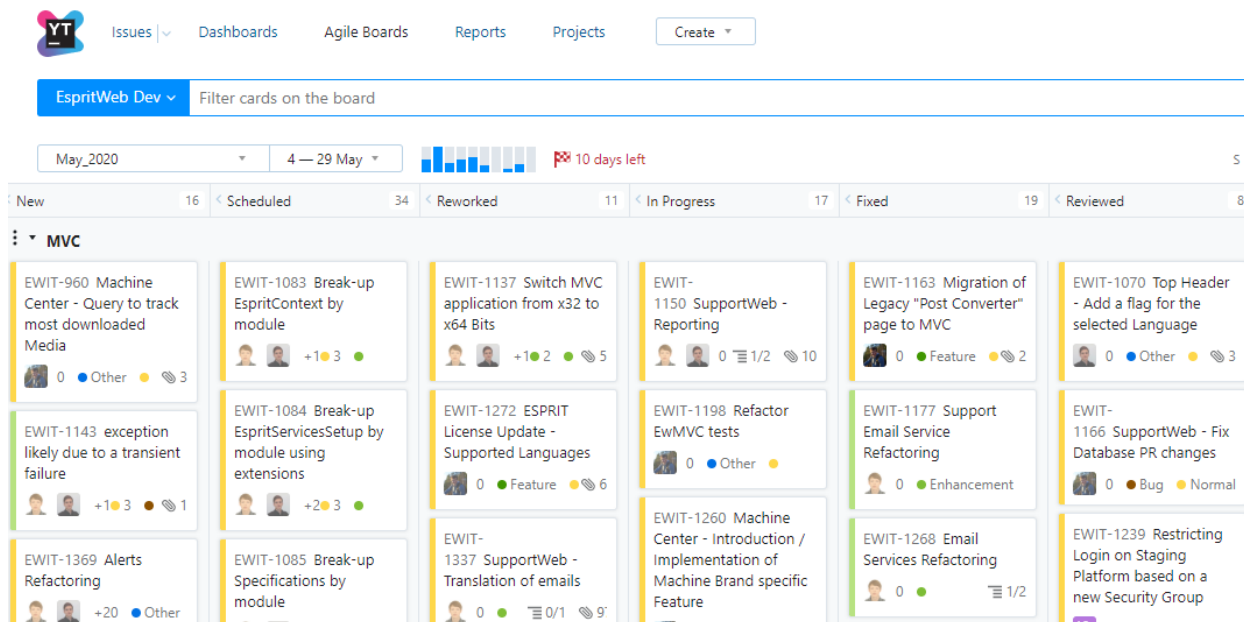 YT
Issues Dashboards Agile Boards Reports Projects Create
EspritWeb Dev Filter cards on the board
May_2020 4 — 29 May 10 days left S
New 16 Scheduled 34 Reworked 11 In Progress 17 Fixed 19 Reviewed 8
MVC
EWIT-960 Machine
Center - Query to track
most downloaded
Media
0 Other 3
EWIT-1143 exception
likely due to a transient
failure
+1 3 1
EWIT-1369 Alerts
Refactoring
+20 Other
EWIT-1083 Break-up
EspritContext by
module
+1 3
EWIT-1084 Break-up
EspritServicesSetup by
module using
extensions
+2 3
EWIT-1085 Break-up
Specifications by
module
EWIT-1137 Switch MVC
application from x32 to
x64 Bits
+1 2 5
EWIT-1272 ESPRIT
License Update -
Supported Languages
0 Feature 6
EWIT-
1337 SupportWeb -
Translation of emails
0 0/1 9
EWIT-
1150 SupportWeb -
Reporting
0 1/2 10
EWIT-1198 Refactor
EwMVC tests
0 Other
EWIT-1260 Machine
Center - Introduction /
Implementation of
Machine Brand specific
Feature
EWIT-1163 Migration of
Legacy "Post Converter"
page to MVC
0 Feature 2
EWIT-1177 Support
Email Service
Refactoring
0 Enhancement
EWIT-1268 Email
Services Refactoring
0 1/2
EWIT-1070 Top Header
- Add a flag for the
selected Language
0 Other 3
EWIT-
1166 SupportWeb - Fix
Database PR changes
0 Bug Normal
EWIT-1239 Restricting
Login on Staging
Platform based on a
new Security Group